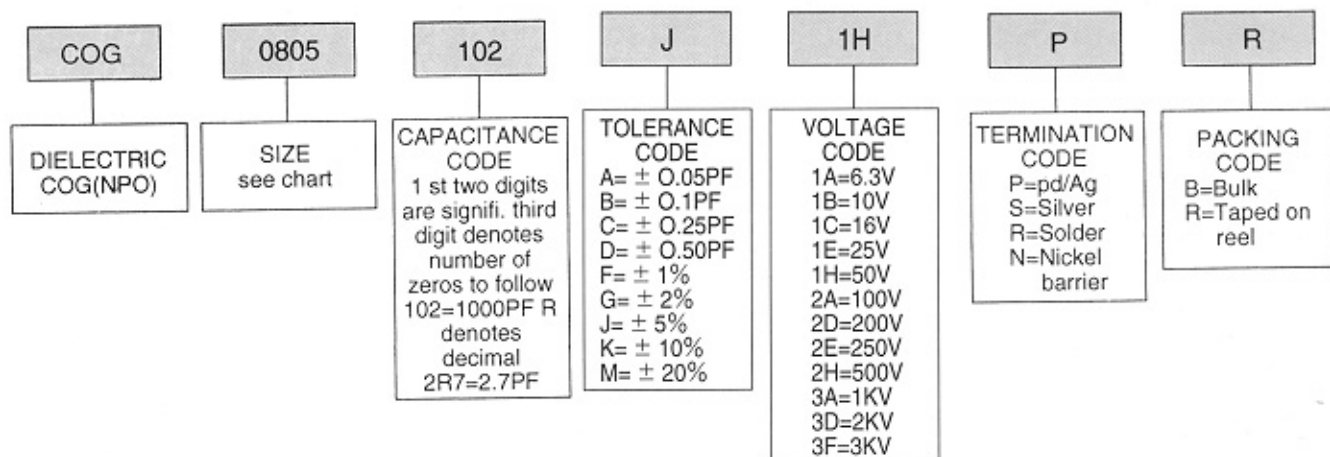 COG
0805
102
J
1H
P
R
DIELECTRIC
COG(NPO)
SIZE
see chart
CAPACITANCE
CODE
1 st two digits
are signifi. third
digit denotes
number of
zeros to follow
102=1000PF R
denotes
decimal
2R7=2.7PF
TOLERANCE
CODE
A= ± O.05PF
B= ± O.1PF
C= ± O.25PF
D= ± O.50PF
F= ± 1%
G= ± 2%
J= ± 5%
K= ± 10%
M= ± 20%
VOLTAGE
CODE
1A=6.3V
1B=10V
1C=16V
1E=25V
1H=50V
2A=100V
2D=200V
2E=250V
2H=500V
3A=1KV
3D=2KV
3F=3KV
TERMINATION
CODE
P=pd/Ag
S=Silver
R=Solder
N=Nickel
barrier
PACKING
CODE
B=Bulk
R=Taped on
reel